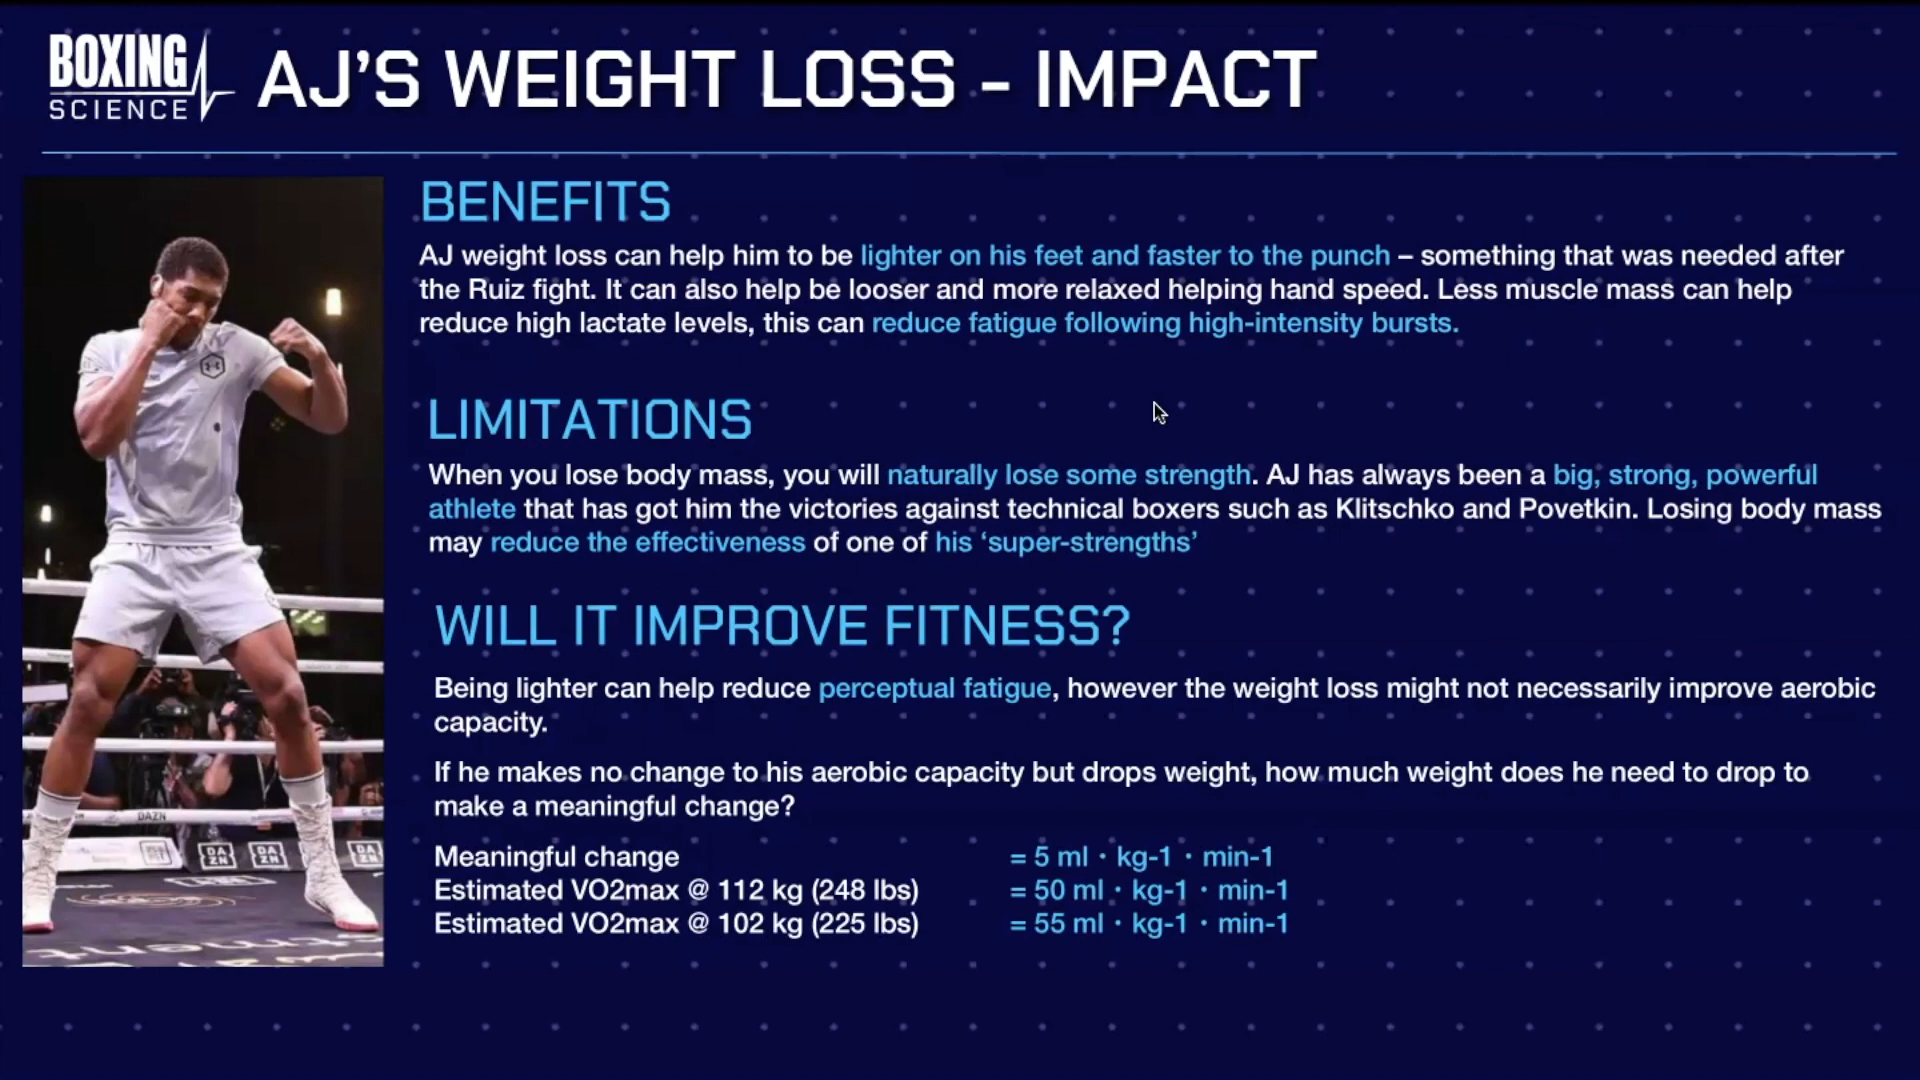 BOXING
SCIENCE
AJ'S WEIGHT LOSS - IMPACT
BENEFITS
AJ weight loss can help him to be lighter on his feet and faster to the punch – something that was needed after
the Ruiz fight. It can also help be looser and more relaxed helping hand speed. Less muscle mass can help
reduce high lactate levels, this can reduce fatigue following high-intensity bursts.
LIMITATIONS
When you lose body mass, you will naturally lose some strength. AJ has always been a big, strong, powerful
athlete that has got him the victories against technical boxers such as Klitschko and Povetkin. Losing body mass
may reduce the effectiveness of one of his ‘super-strengths’
WILL IT IMPROVE FITNESS?
Being lighter can help reduce perceptual fatigue, however the weight loss might not necessarily improve aerobic
capacity.
If he makes no change to his aerobic capacity but drops weight, how much weight does he need to drop to
make a meaningful change?
Meaningful change = 5 ml · kg-1 · min-1
Estimated VO2max @ 112 kg (248 lbs) = 50 ml · kg-1 · min-1
Estimated VO2max @ 102 kg (225 lbs) = 55 ml · kg-1 · min-1
DAZN
DAZN
DAZN
DAZN